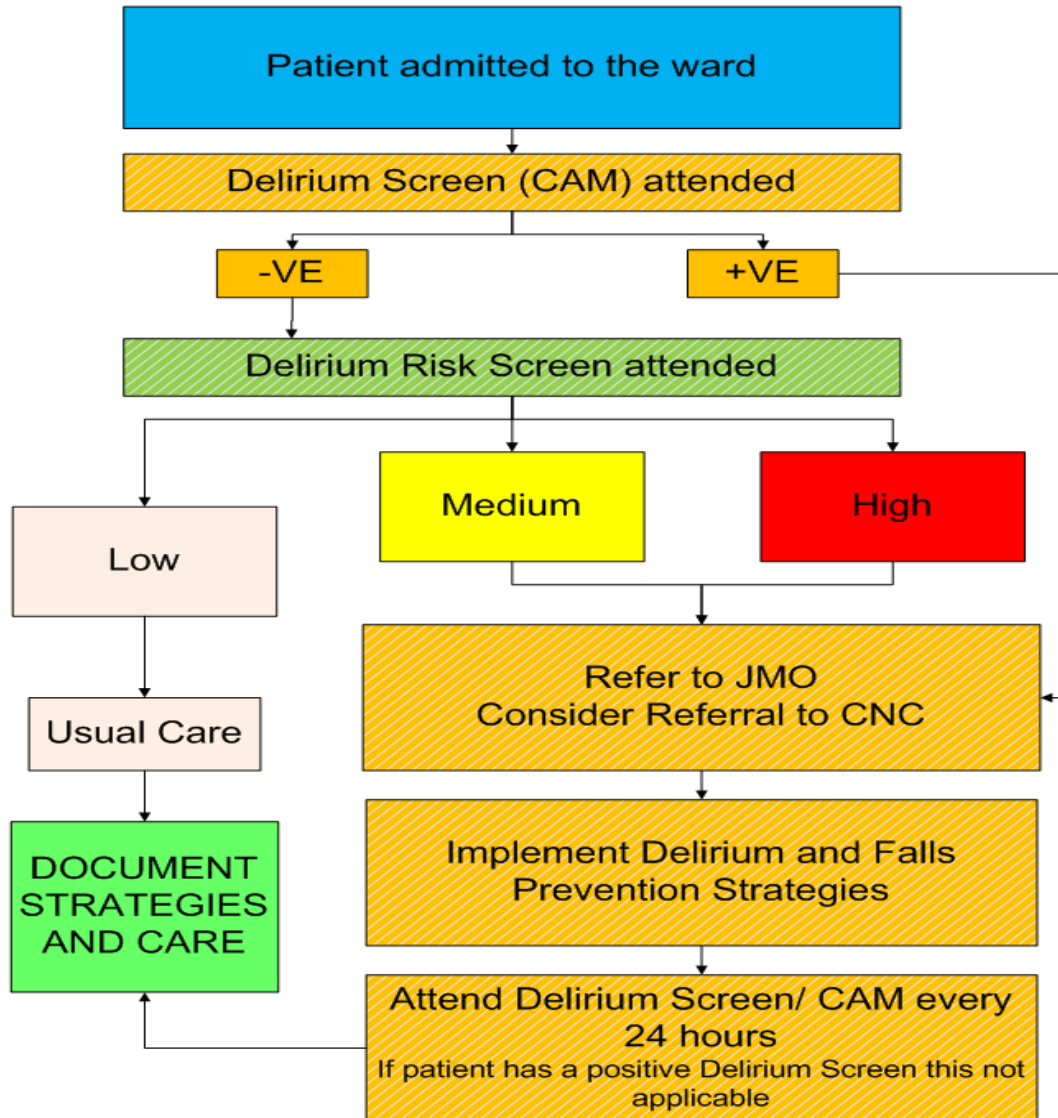 Patient admitted to the ward
Delirium Screen (CAM) attended
-VE
+VE
Delirium Risk Screen attended
Low
Medium
High
Usual Care
Refer to JMO
Consider Referral to CNC
DOCUMENT
STRATEGIES
AND CARE
Implement Delirium and Falls
Prevention Strategies
Attend Delirium Screen/ CAM every
24 hours
If patient has a positive Delirium Screen this not
applicable